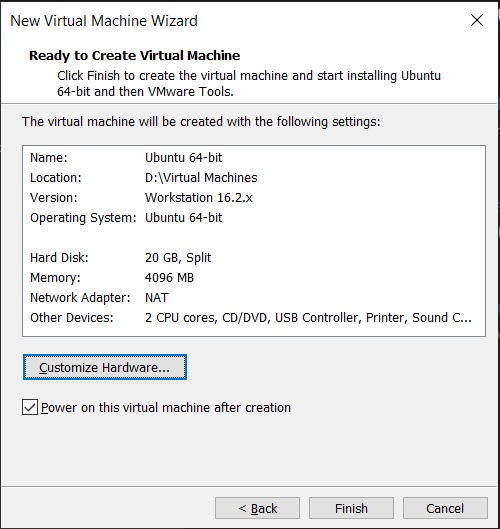 New Virtual Machine Wizard
Ready to Create Virtual Machine
Click Finish to create the virtual machine and start installing Ubuntu
64-bit and then VMware Tools.
The virtual machine will be created with the following settings:
Name: Ubuntu 64-bit
Location: D:\Virtual Machines
Version: Workstation 16.2.x
Operating System: Ubuntu 64-bit
Hard Disk: 20 GB, Split
Memory: 4096 MB
Network Adapter: NAT
Other Devices: 2 CPU cores, CD/DVD, USB Controller, Printer, Sound C...
Customize Hardware...
Power on this virtual machine after creation
< Back Finish Cancel